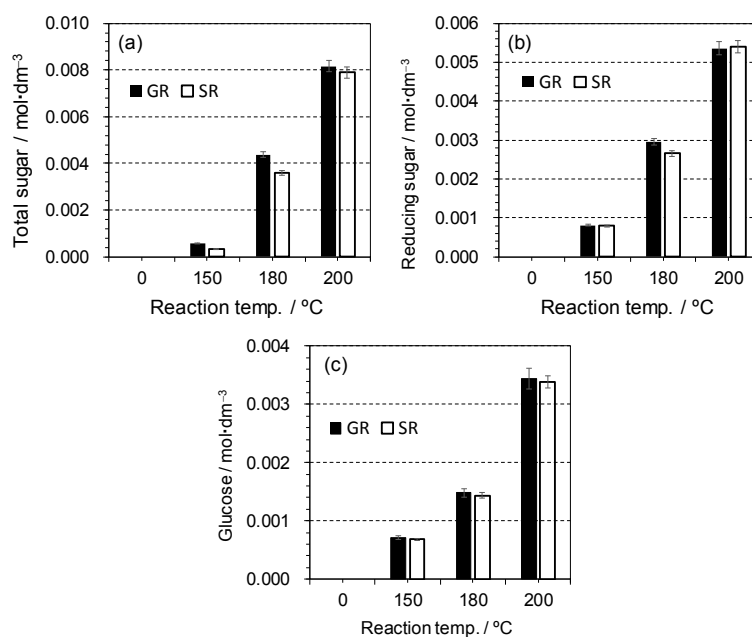 (a)
Total sugar / mol·dm⁻³
0.010
0.008
0.006
0.004
0.002
0.000
GR SR
0 150 180 200
Reaction temp. / ºC
(b)
Reducing sugar / mol·dm⁻³
0.006
0.005
0.004
0.003
0.002
0.001
0.000
GR SR
0 150 180 200
Reaction temp. / ºC
(c)
Glucose / mol·dm⁻³
0.004
0.003
0.002
0.001
0.000
GR SR
0 150 180 200
Reaction temp. / ºC